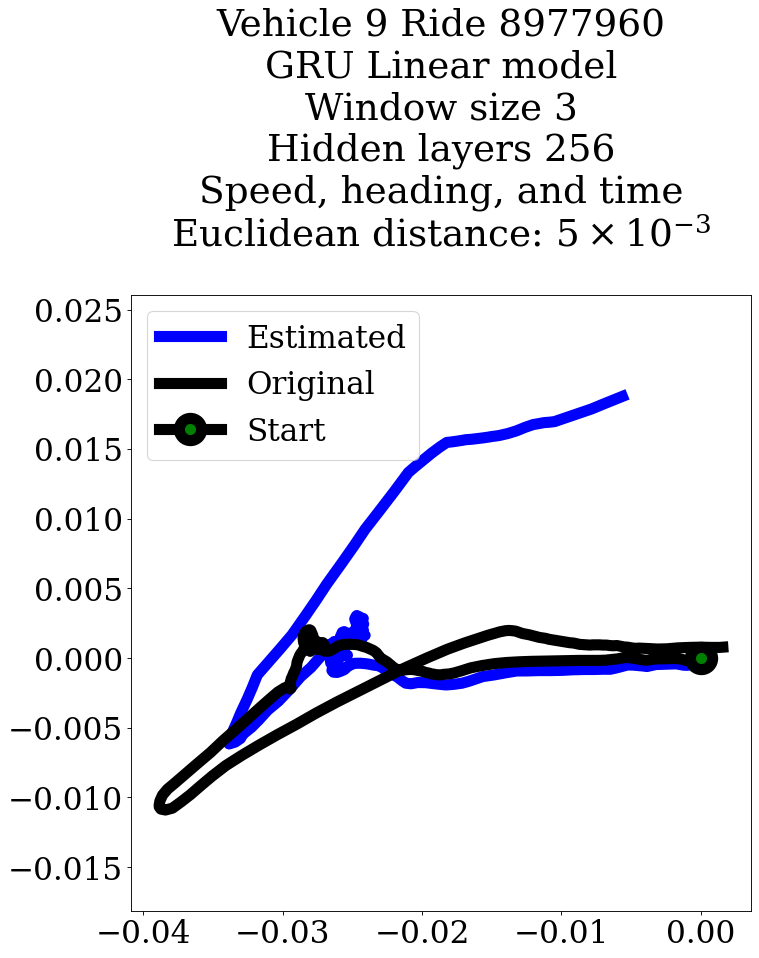 Vehicle 9 Ride 8977960
GRU Linear model
Window size 3
Hidden layers 256
Speed, heading, and time
Euclidean distance: 5 × 10⁻³
Estimated
Original
Start
0.025
0.020
0.015
0.010
0.005
0.000
−0.005
−0.010
−0.015
−0.04 −0.03 −0.02 −0.01 0.00